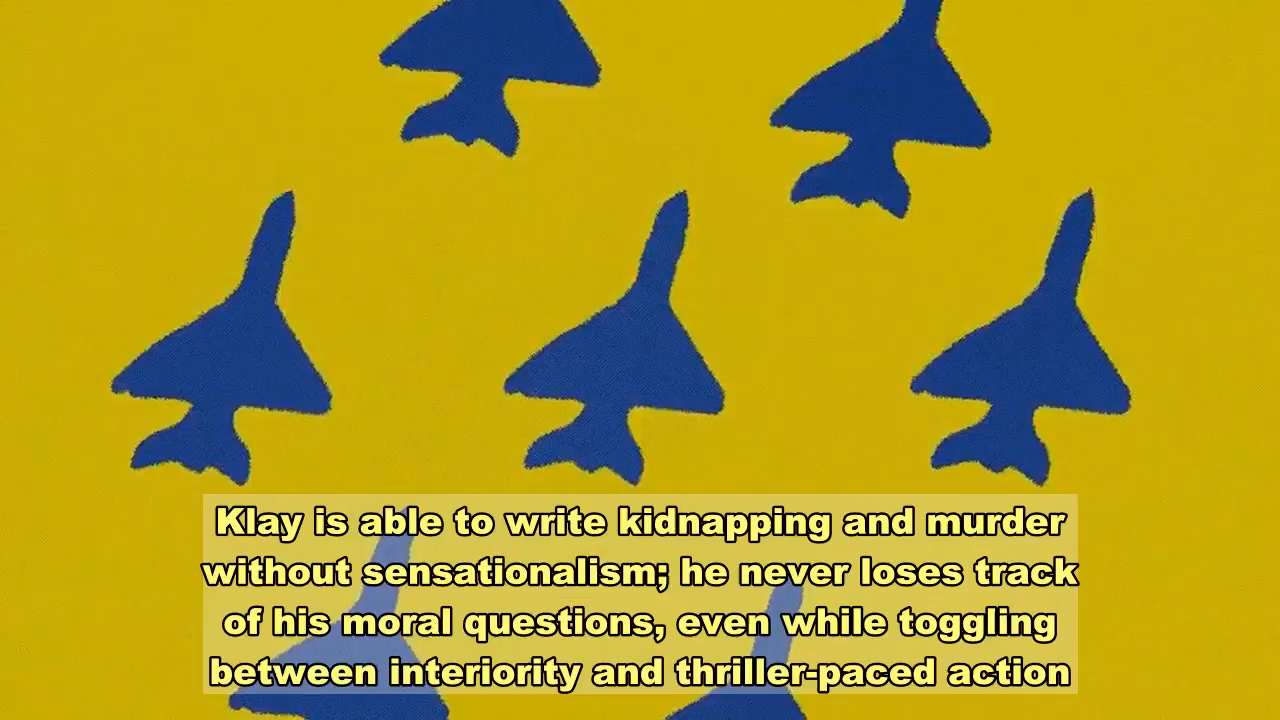 Klay is able to write kidnapping and murder
without sensationalism; he never loses track
of his moral questions, even while toggling
between interiority and thriller-paced action